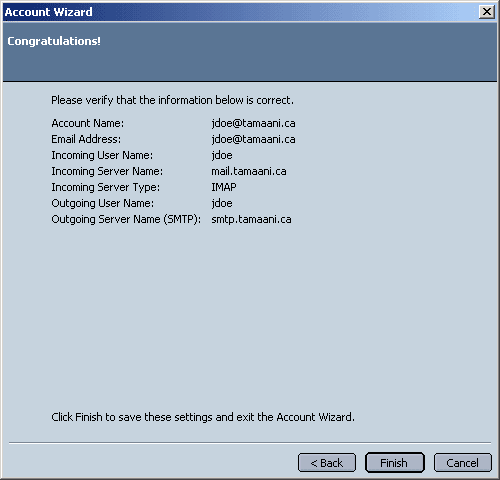 Account Wizard
Congratulations!
Please verify that the information below is correct.
Account Name: jdoe@tamaani.ca
Email Address: jdoe@tamaani.ca
Incoming User Name: jdoe
Incoming Server Name: mail.tamaani.ca
Incoming Server Type: IMAP
Outgoing User Name: jdoe
Outgoing Server Name (SMTP): smtp.tamaani.ca
Click Finish to save these settings and exit the Account Wizard.
< Back Finish Cancel